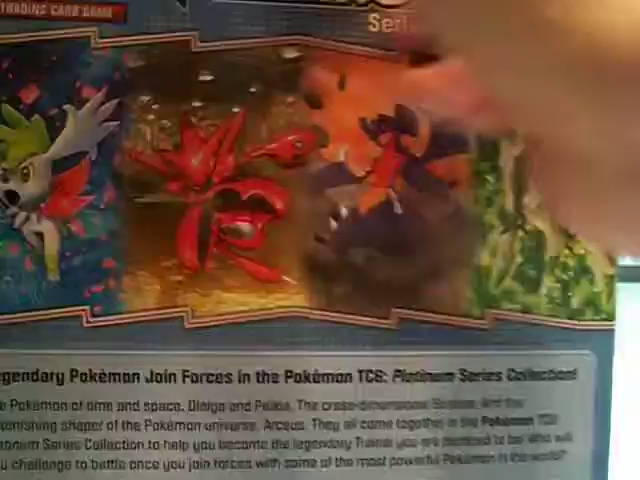 TRADING CARD GAME
Seri
gendary Pokémon Join Forces in the Pokémon TCG: Platinum Series Collection!
e Pokémon of time and space, Dialga and Palkia. The cross-dimensional And the
onishing shaper of the Pokémon universe, Arceus. They all come together in the Pokémon TCG
tinum Series Collection to help you become the legendary Trainer you are destined to be! Who will
u challenge to battle once you join forces with some of the most powerful Pokémon in the world?